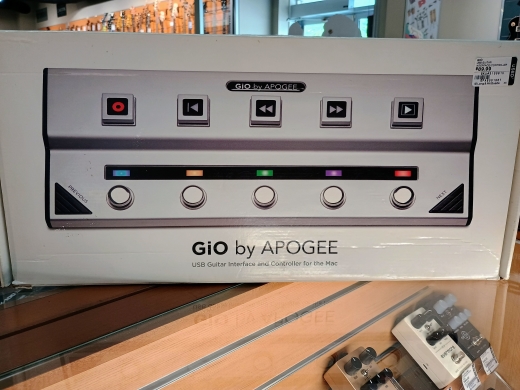 GiO by APOGEE
PREVIOUS
NEXT
GiO by APOGEE
USB Guitar Interface and Controller for the Mac